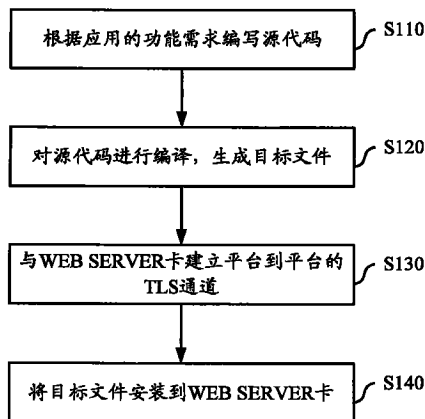 根据应用的功能需求编写源代码
S110
对源代码进行编译，生成目标文件
S120
与WEB SERVER卡建立平台到平台的
TLS通道
S130
将目标文件安装到WEB SERVER卡
S140